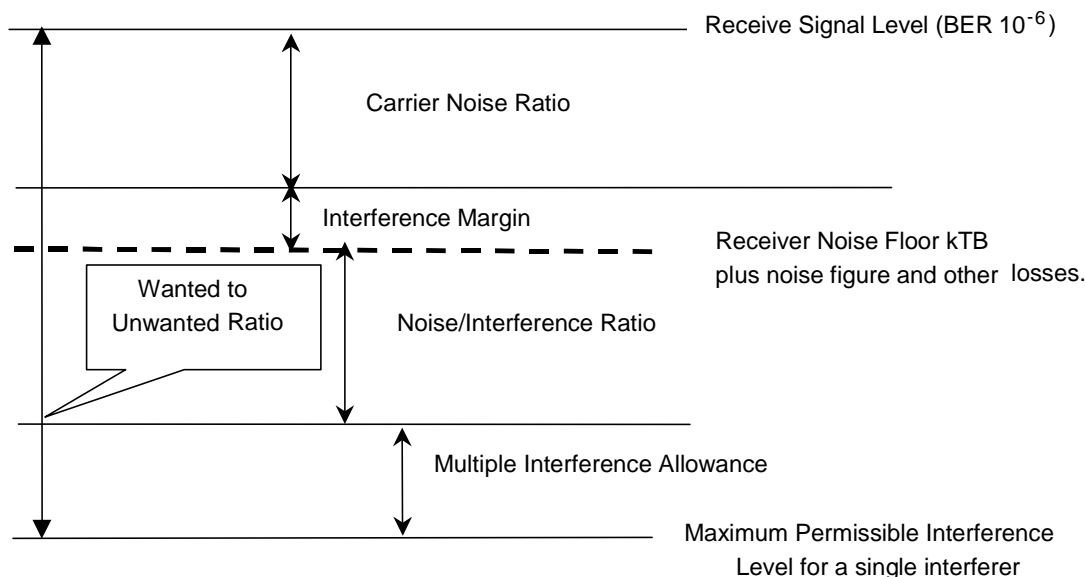 Receive Signal Level (BER 10-6)
Carrier Noise Ratio
Interference Margin
Receiver Noise Floor kTB
plus noise figure and other losses.
Wanted to
Unwanted Ratio
Noise/Interference Ratio
Multiple Interference Allowance
Maximum Permissible Interference
Level for a single interferer